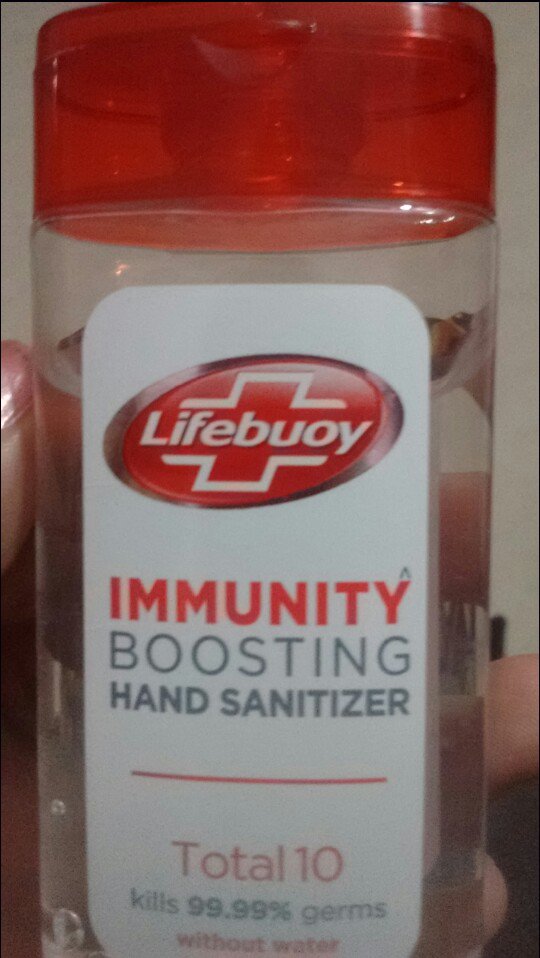 Lifebuoy
IMMUNITY^
BOOSTING
HAND SANITIZER
Total 10
kills 99.99% germs
without water